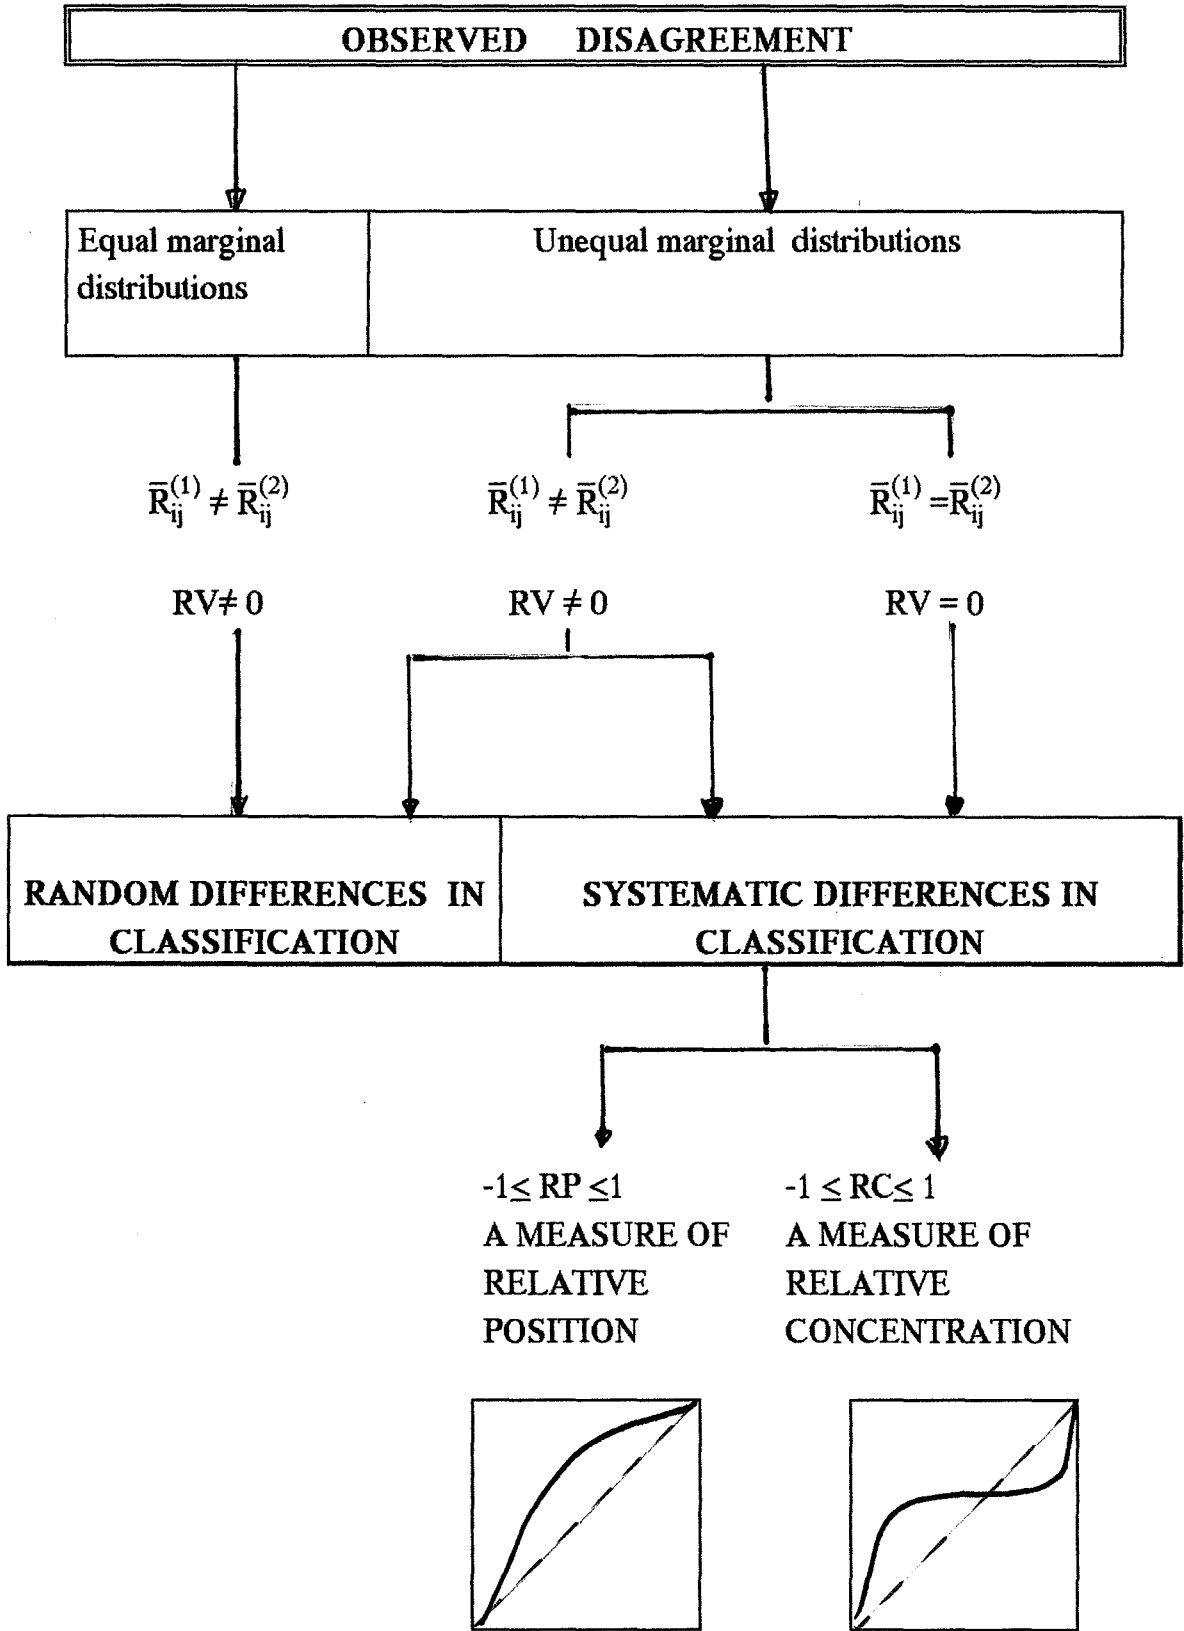 OBSERVED DISAGREEMENT
Equal marginal
distributions
Unequal marginal distributions
R̅ij(1) ≠ R̅ij(2)
R̅ij(1) ≠ R̅ij(2)
R̅ij(1) =R̅ij(2)
RV≠ 0
RV ≠ 0
RV = 0
RANDOM DIFFERENCES IN
CLASSIFICATION
SYSTEMATIC DIFFERENCES IN
CLASSIFICATION
-1≤ RP ≤1
A MEASURE OF
RELATIVE
POSITION
-1 ≤ RC≤ 1
A MEASURE OF
RELATIVE
CONCENTRATION